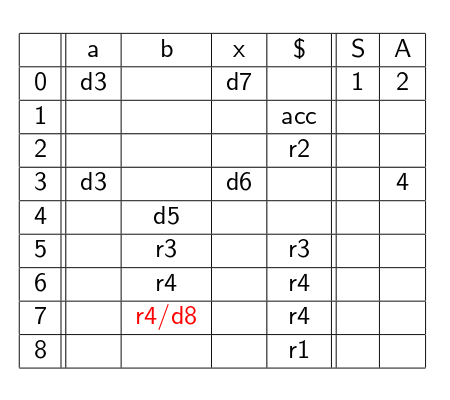 a b x $ S A
0 d3 d7 1 2
1 acc
2 r2
3 d3 d6 4
4 d5
5 r3 r3
6 r4 r4
7 r4/d8 r4
8 r1